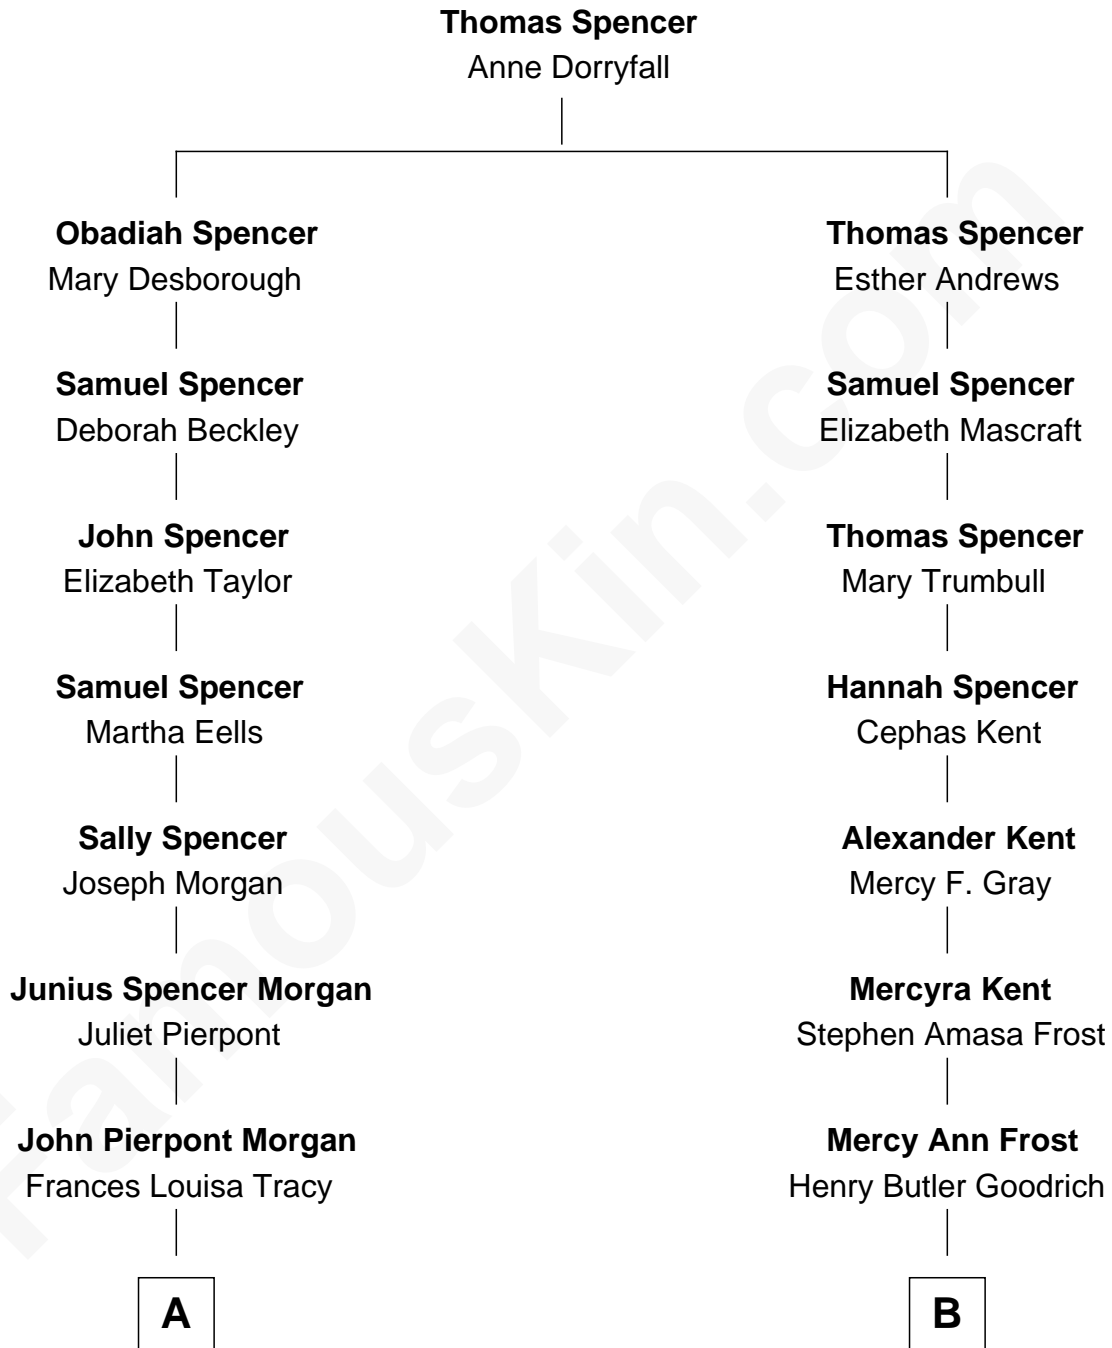 Thomas Spencer
Anne Dorryfall
Obadiah Spencer
Mary Desborough
Thomas Spencer
Esther Andrews
Samuel Spencer
Deborah Beckley
Samuel Spencer
Elizabeth Mascraft
John Spencer
Elizabeth Taylor
Thomas Spencer
Mary Trumbull
Samuel Spencer
Martha Eells
Hannah Spencer
Cephas Kent
Sally Spencer
Joseph Morgan
Alexander Kent
Mercy F. Gray
Junius Spencer Morgan
Juliet Pierpont
Mercyra Kent
Stephen Amasa Frost
John Pierpont Morgan
Frances Louisa Tracy
Mercy Ann Frost
Henry Butler Goodrich
A
B
FamousKin.com